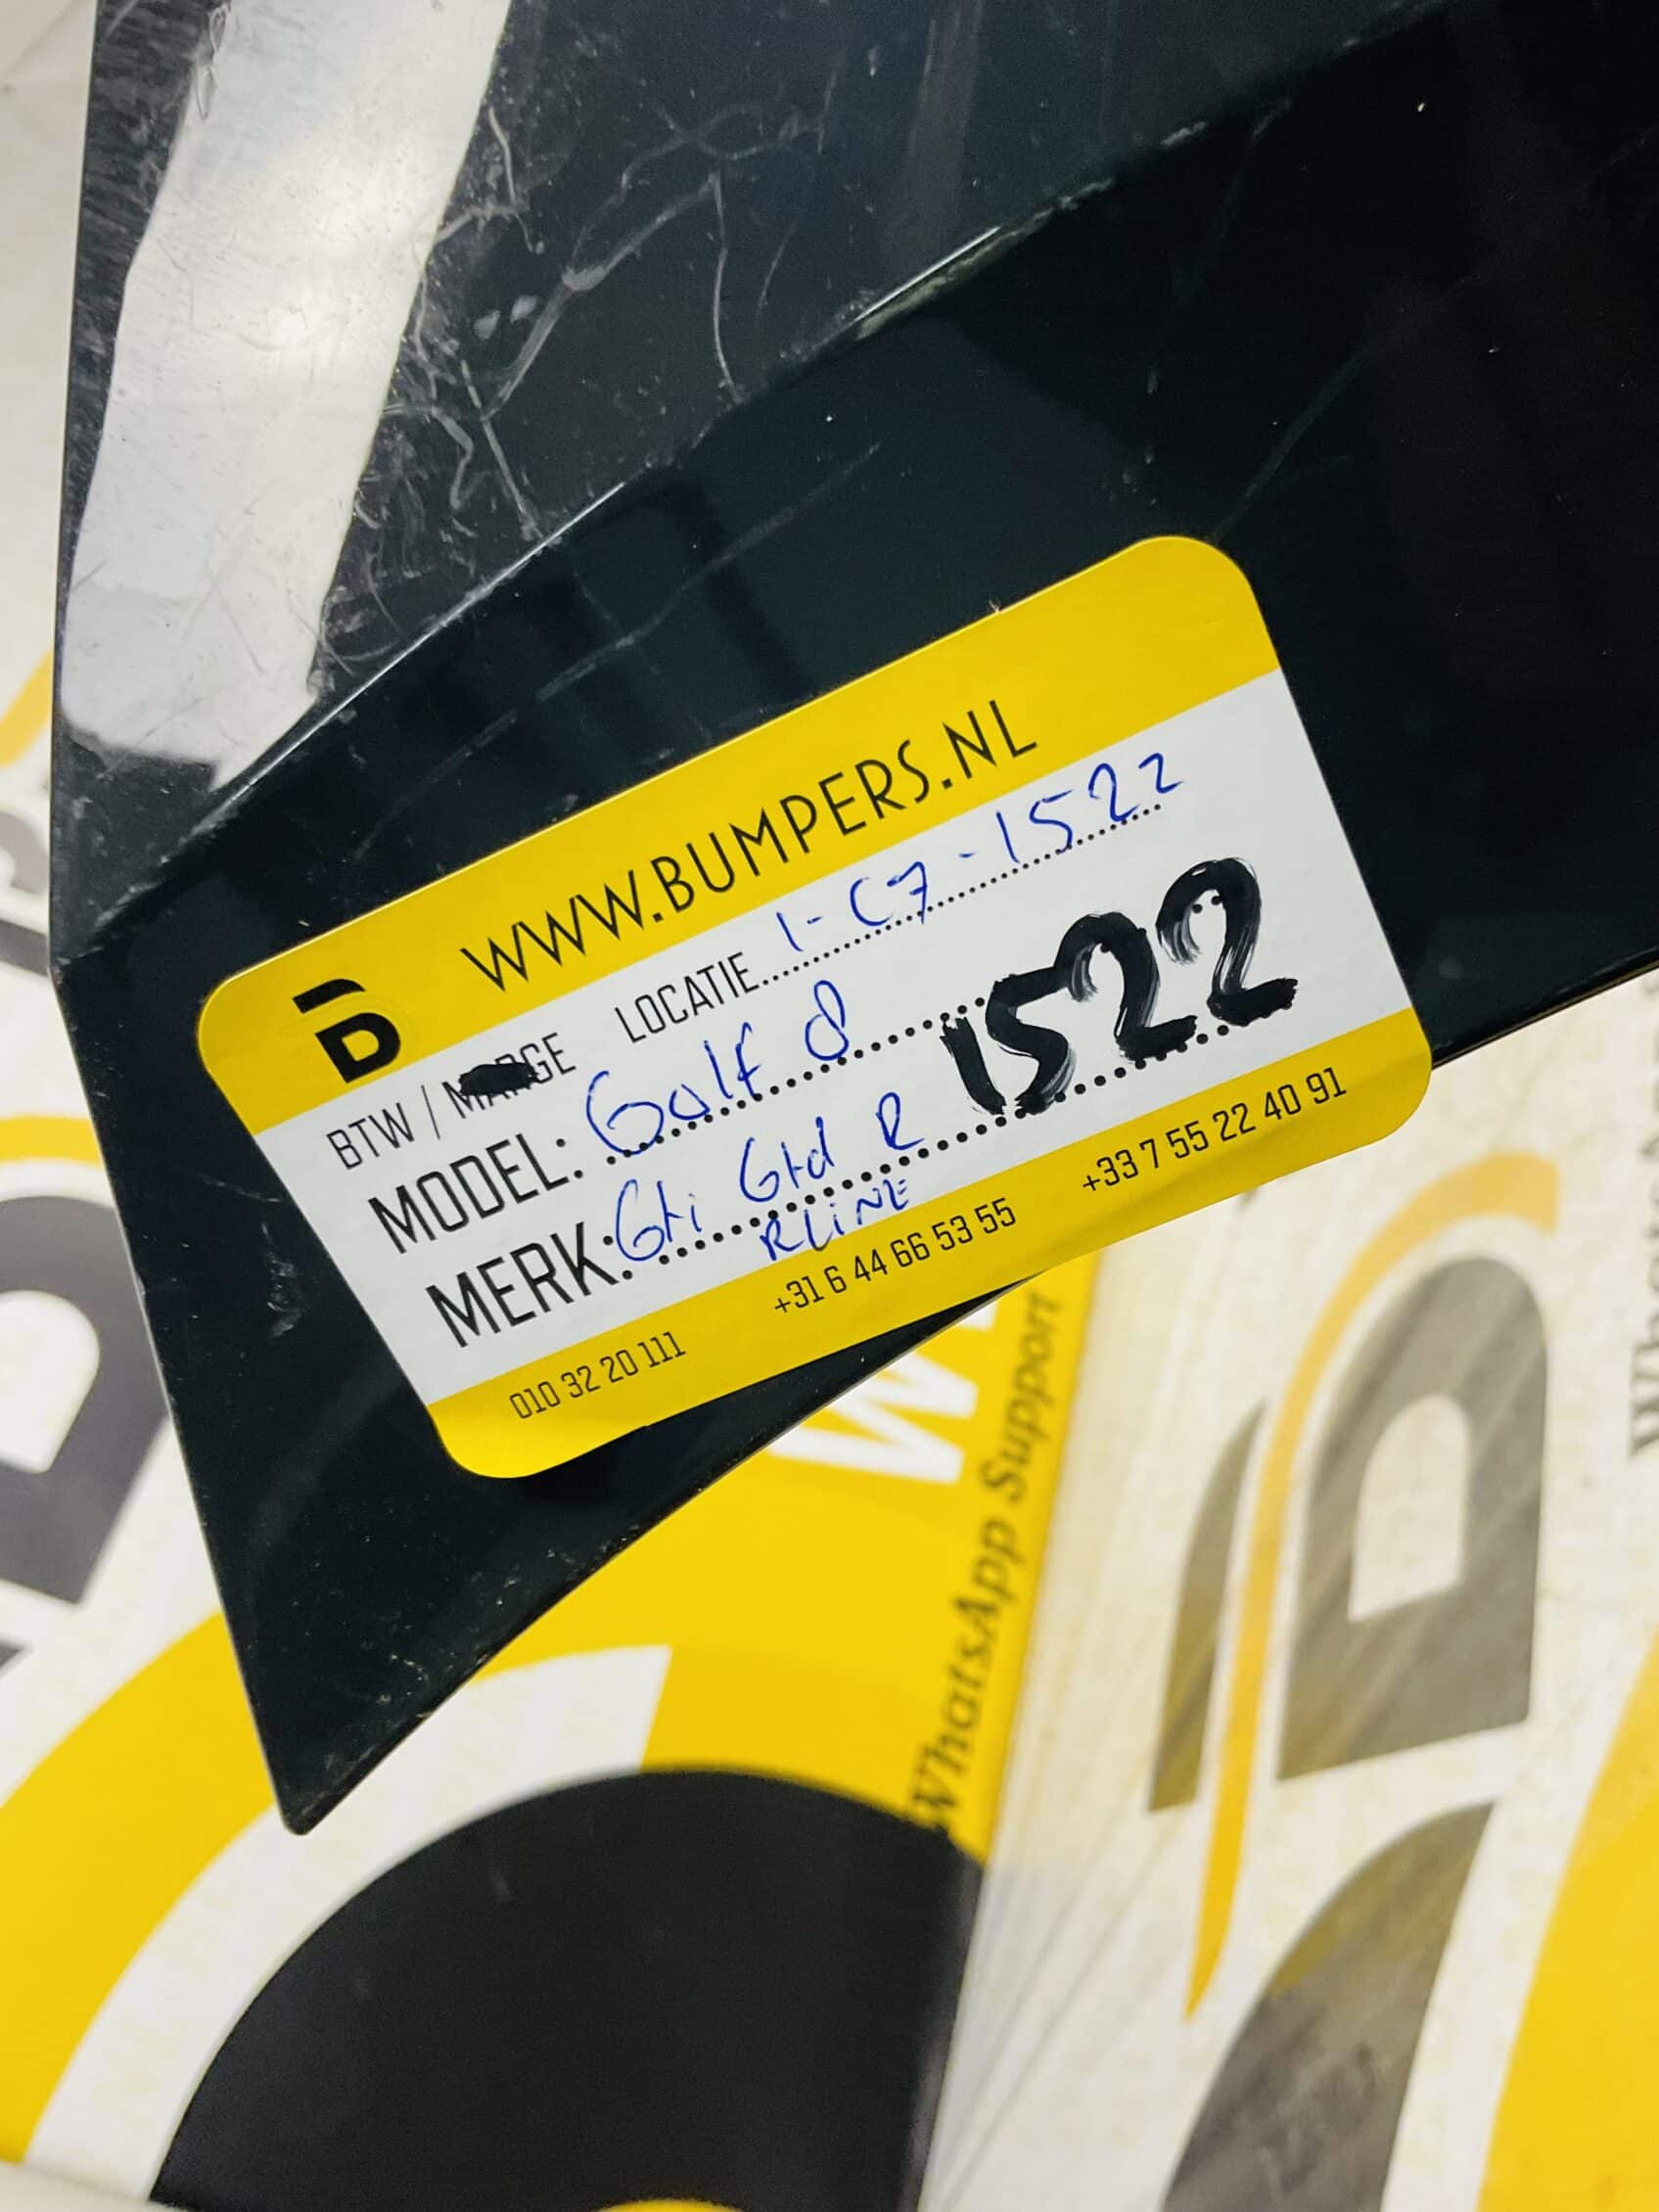 WWW.BUMPERS.NL
BTW / MARGE LOCATIE 1-C7-1522
MODEL: Golf 8
1522
MERK: Gti Gtd R
RLINE
010 32 20 111 +31 6 44 66 53 55 +33 7 55 22 40 91
WhatsApp Support